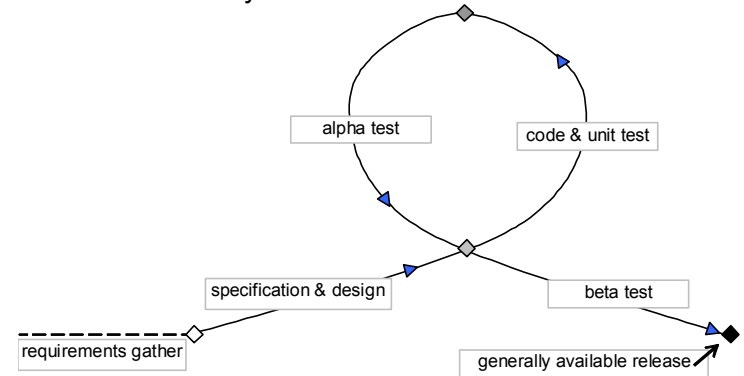 alpha test
code & unit test
specification & design
beta test
requirements gather
generally available release